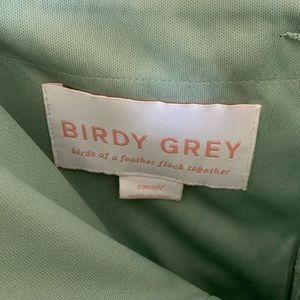 BIRDY GREY
birds of a feather flock together
small